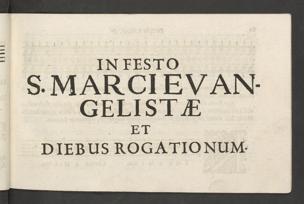 IN FESTO
S. MARCI EVAN-
GELISTÆ
ET
DIEBUS ROGATIONUM.